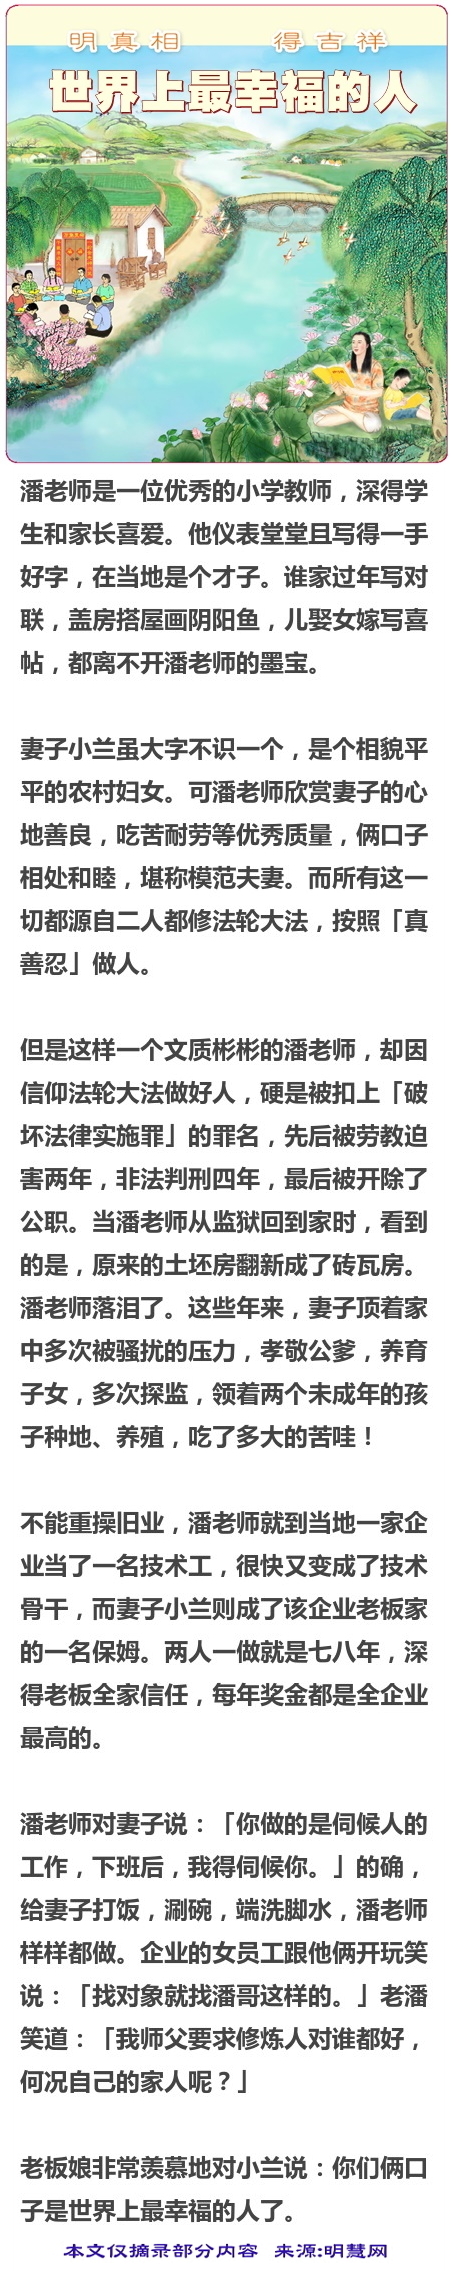 明真相 得吉祥
世界上最幸福的人
潘老师是一位优秀的小学教师，深得学
生和家长喜爱。他仪表堂堂且写得一手
好字，在当地是个才子。谁家过年写对
联，盖房搭屋画阴阳鱼，儿娶女嫁写喜
帖，都离不开潘老师的墨宝。
妻子小兰虽大字不识一个，是个相貌平
平的农村妇女。可潘老师欣赏妻子的心
地善良，吃苦耐劳等优秀质量，俩口子
相处和睦，堪称模范夫妻。而所有这一
切都源自二人都修法轮大法，按照「真
善忍」做人。
但是这样一个文质彬彬的潘老师，却因
信仰法轮大法做好人，硬是被扣上「破
坏法律实施罪」的罪名，先后被劳教迫
害两年，非法判刑四年，最后被开除了
公职。当潘老师从监狱回到家时，看到
的是，原来的土坯房翻新成了砖瓦房。
潘老师落泪了。这些年来，妻子顶着家
中多次被骚扰的压力，孝敬公爹，养育
子女，多次探监，领着两个未成年的孩
子种地、养殖，吃了多大的苦哇！
不能重操旧业，潘老师就到当地一家企
业当了一名技术工，很快又变成了技术
骨干，而妻子小兰则成了该企业老板家
的一名保姆。两人一做就是七八年，深
得老板全家信任，每年奖金都是全企业
最高的。
潘老师对妻子说：「你做的是伺候人的
工作，下班后，我得伺候你。」的确，
给妻子打饭，涮碗，端洗脚水，潘老师
样样都做。企业的女员工跟他俩开玩笑
说：「找对象就找潘哥这样的。」老潘
笑道：「我师父要求修炼人对谁都好，
何况自己的家人呢？」
老板娘非常羡慕地对小兰说：你们俩口
子是世界上最幸福的人了。
本文仅摘录部分内容 来源:明慧网